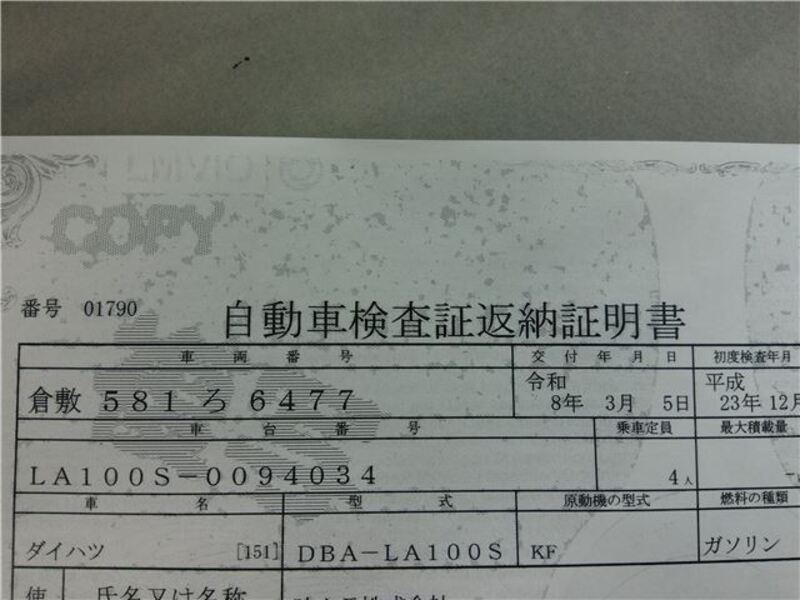 COPY
番号 01790
自動車検査証返納証明書
車両番号 交付年月日 初度検査年月
倉敷 581 ろ 6477 令和 8年 3月 5日 平成 23年 12月
車台番号 乗車定員 最大積載量
LA100S-0094034 4人
車名 型式 原動機の型式 燃料の種類
ダイハツ [151] DBA-LA100S KF ガソリン
使 氏名又は名称 株式会社